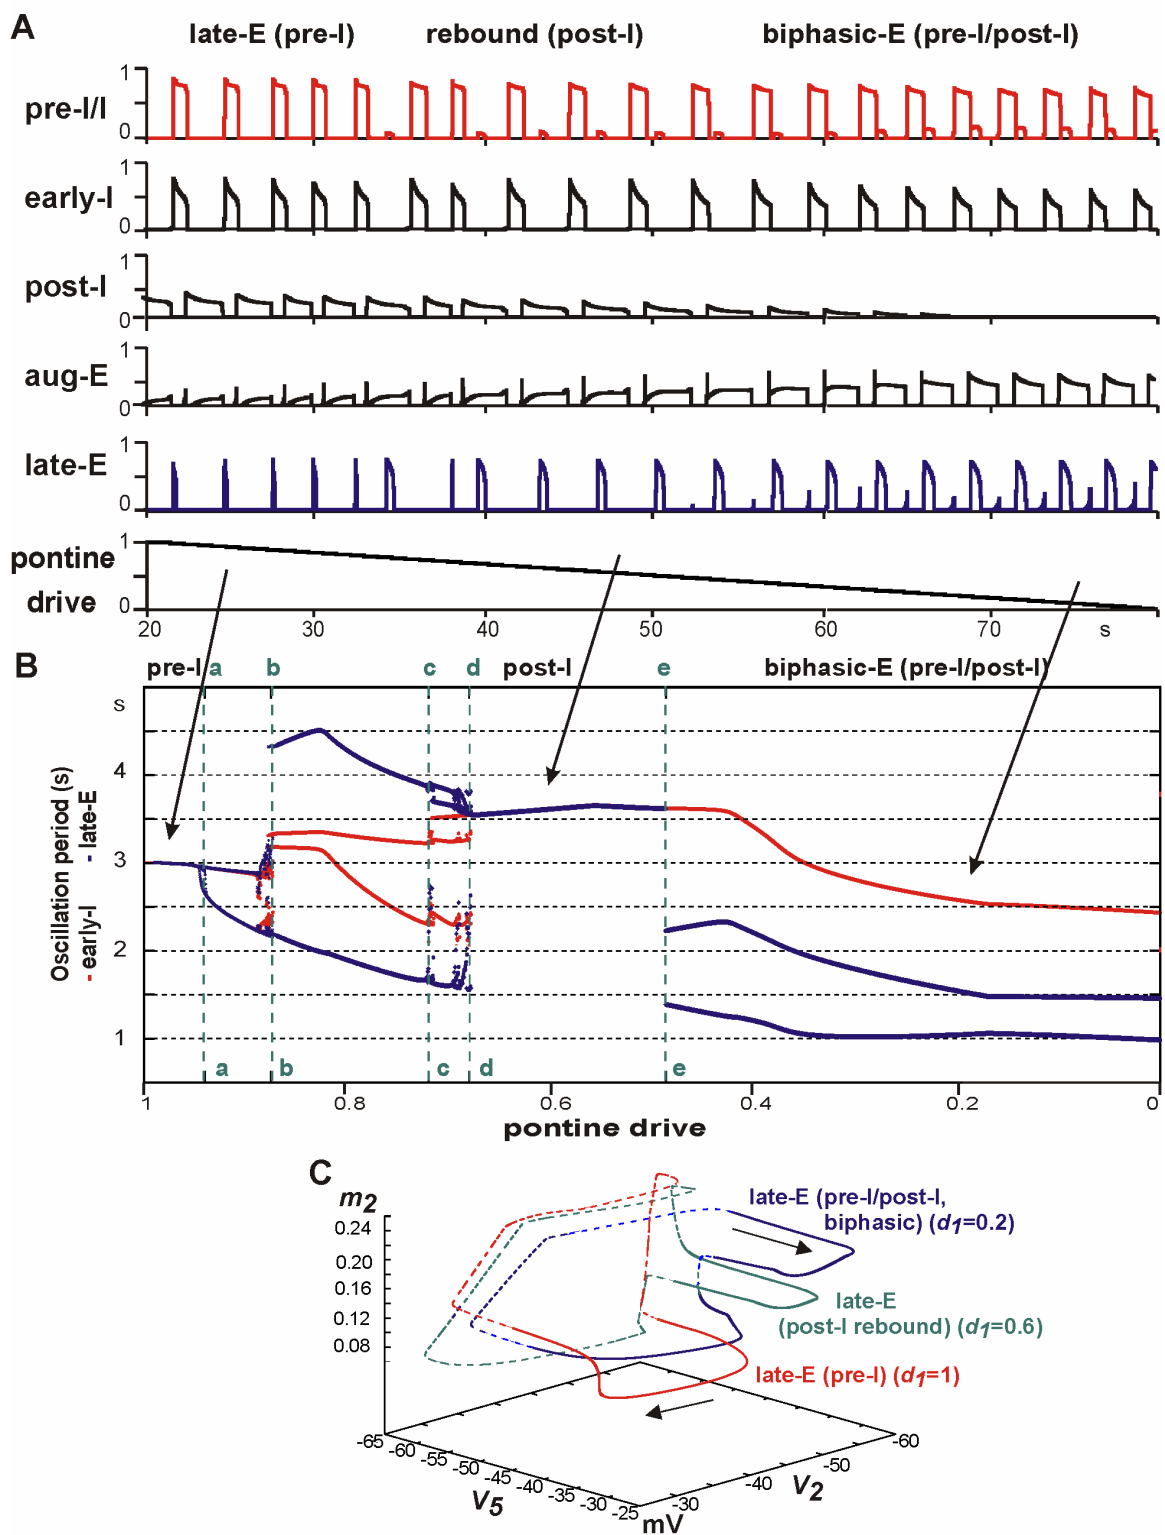 A
late-E (pre-I)    rebound (post-I)    biphasic-E (pre-I/post-I)
pre-I/I
1
0
early-I
1
0
post-I
1
0
aug-E
1
0
late-E
1
0
pontine
drive
1
0
20 30 40 50 60 70 s
B
pre-I a b c d post-I e biphasic-E (pre-I/post-I)
s
4
3
2
1
Oscillation period (s)
- early-I - late-E
a b c d e
1 0.8 0.6 0.4 0.2 0
pontine drive
C
m2
0.24
0.20
0.16
0.12
0.08
late-E (pre-I/post-I,
biphasic) (d1=0.2)
late-E
(post-I rebound) (d1=0.6)
late-E (pre-I) (d1=1)
-65 -60 -55 -50 -45 -40 -35 -30 -25
V5
mV
-30 -40 -50 -60
V2